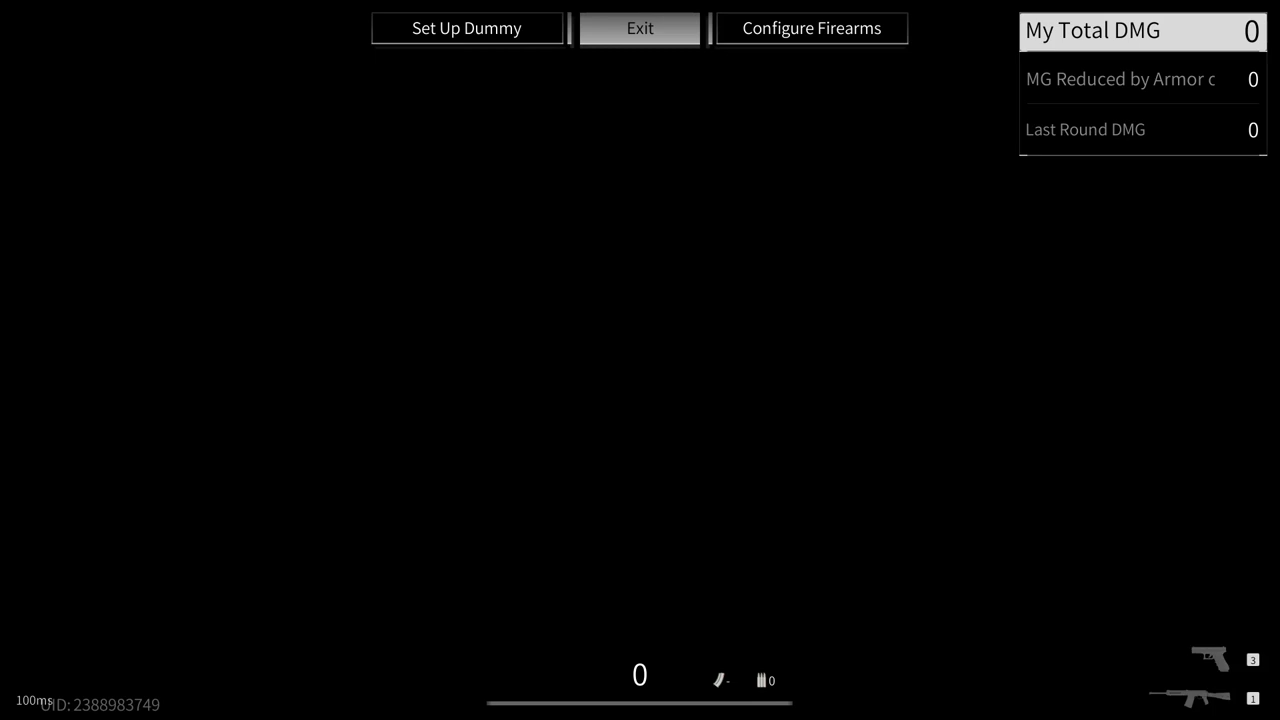 Set Up Dummy
Exit
Configure Firearms
My Total DMG 0
MG Reduced by Armor c 0
Last Round DMG 0
0
- 0
3
1
100ms
UID: 2388983749